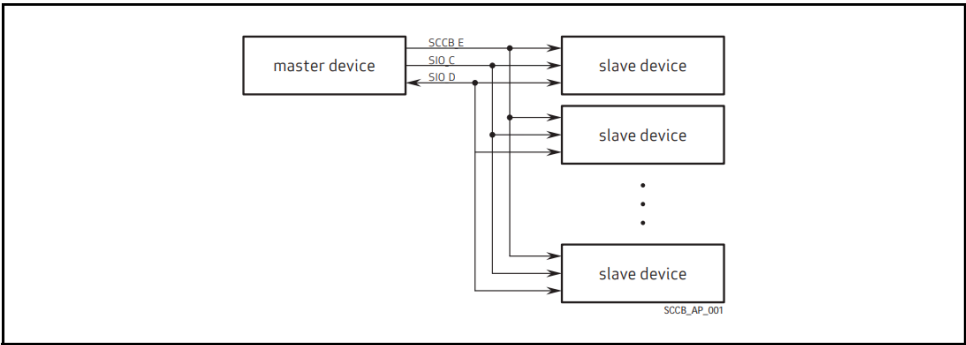 SCCB_E
master device
SIO_C
SIO_D
slave device
slave device
slave device
SCCB_AP_001